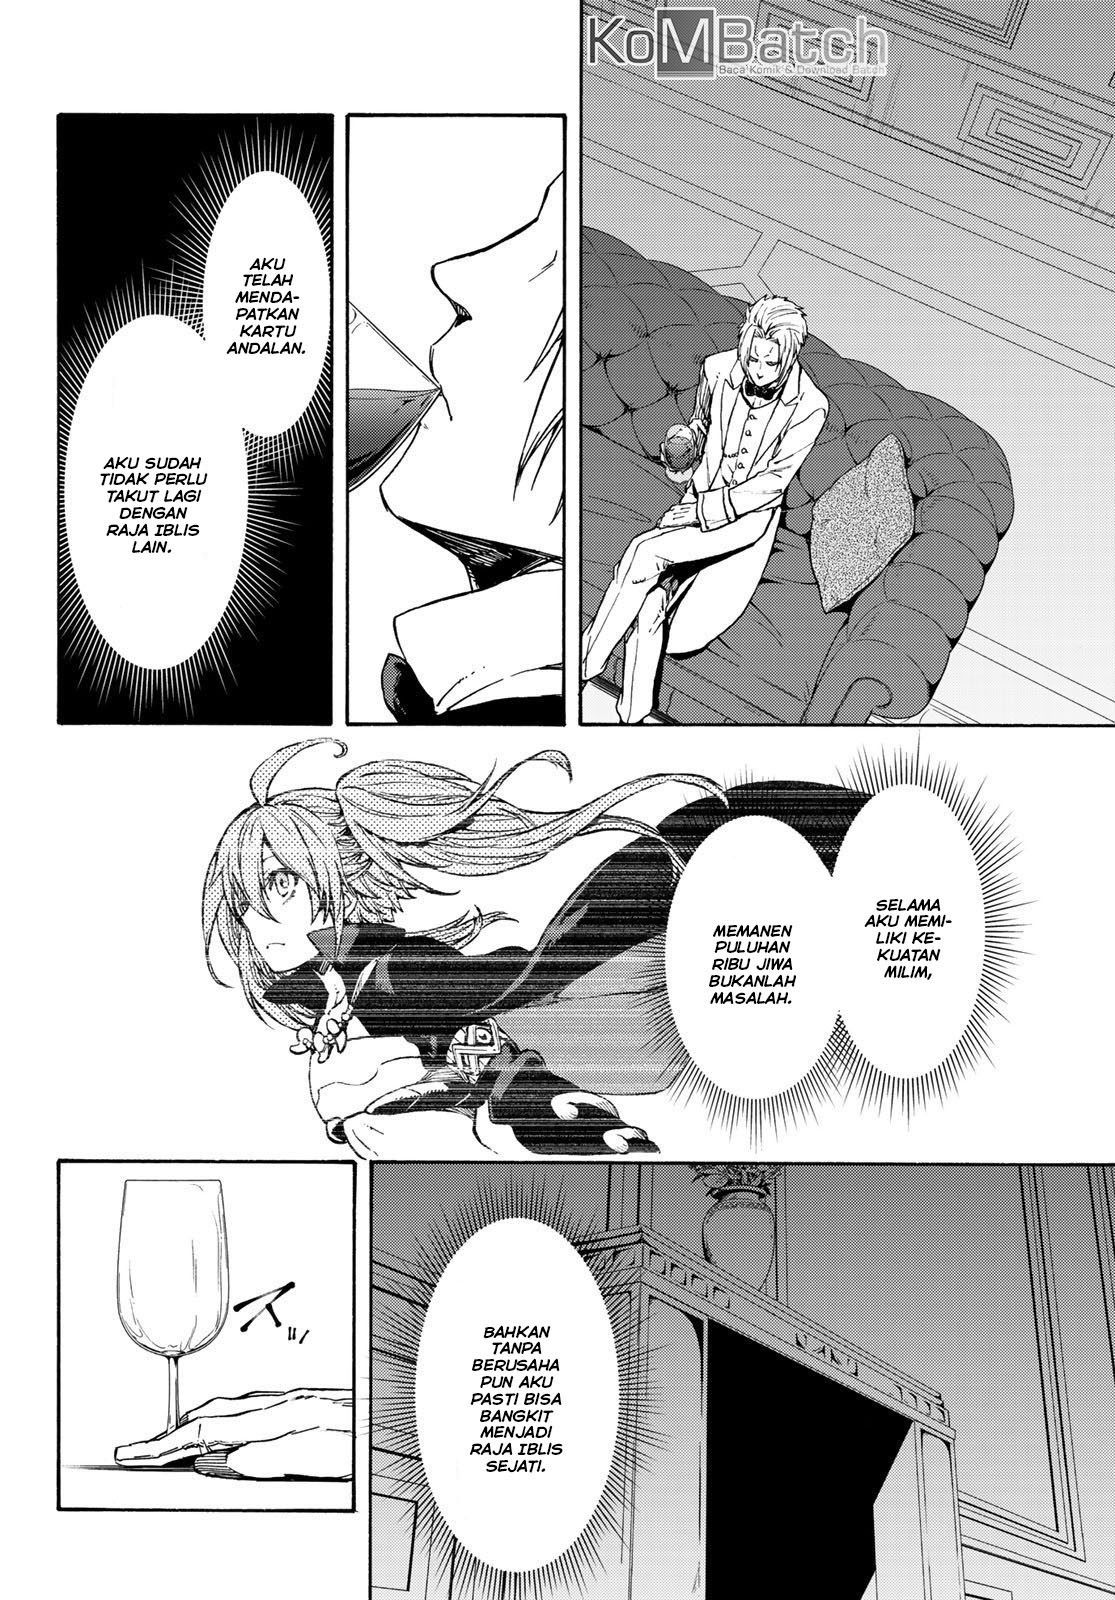 KoMBatch
Baca Komik & Download Batch
AKU
TELAH
MENDA-
PATKAN
KARTU
ANDALAN.
AKU SUDAH
TIDAK PERLU
TAKUT LAGI
DENGAN
RAJA IBLIS
LAIN.
SELAMA
AKU MEMI-
LIKI KE-
KUATAN
MILIM,
MEMANEN
PULUHAN
RIBU JIWA
BUKANLAH
MASALAH.
スッ
BAHKAN
TANPA
BERUSAHA
PUN AKU
PASTI BISA
BANGKIT
MENJADI
RAJA IBLIS
SEJATI.